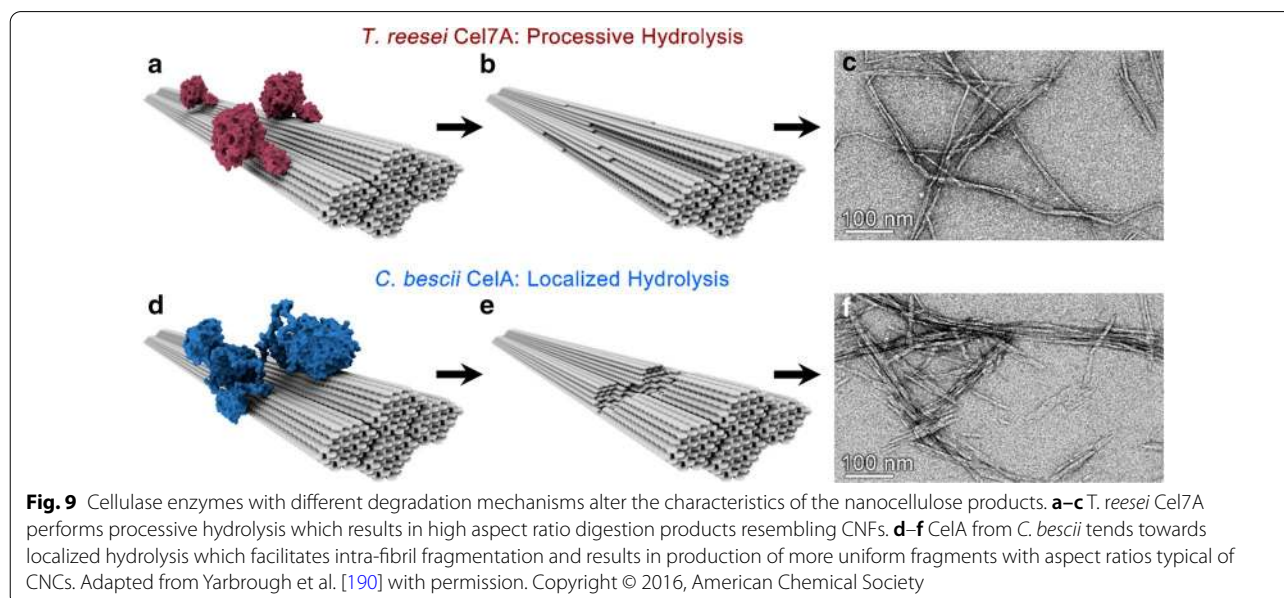 T. reesei Cel7A: Processive Hydrolysis
a
b
c
100 nm
C. bescii CelA: Localized Hydrolysis
d
e
f
100 nm
Fig. 9 Cellulase enzymes with different degradation mechanisms alter the characteristics of the nanocellulose products. a–c T. reesei Cel7A
performs processive hydrolysis which results in high aspect ratio digestion products resembling CNFs. d–f CelA from C. bescii tends towards
localized hydrolysis which facilitates intra-fibril fragmentation and results in production of more uniform fragments with aspect ratios typical of
CNCs. Adapted from Yarbrough et al. [190] with permission. Copyright © 2016, American Chemical Society